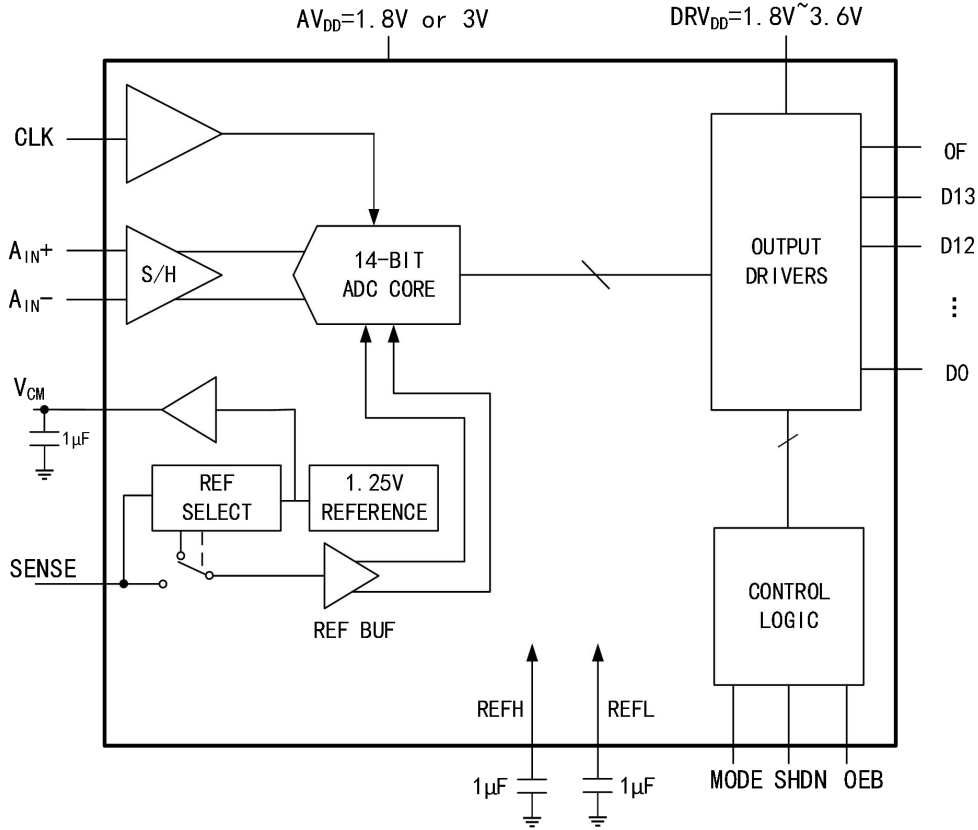 AVDD=1.8V or 3V
DRVDD=1.8V~3.6V
CLK
OF
D13
AIN+
AIN-
S/H
14-BIT
ADC CORE
OUTPUT
DRIVERS
D12
...
D0
VCM
1μF
REF
SELECT
1.25V
REFERENCE
SENSE
REF BUF
CONTROL
LOGIC
REFH
REFL
MODE
SHDN
OEB
1μF
1μF